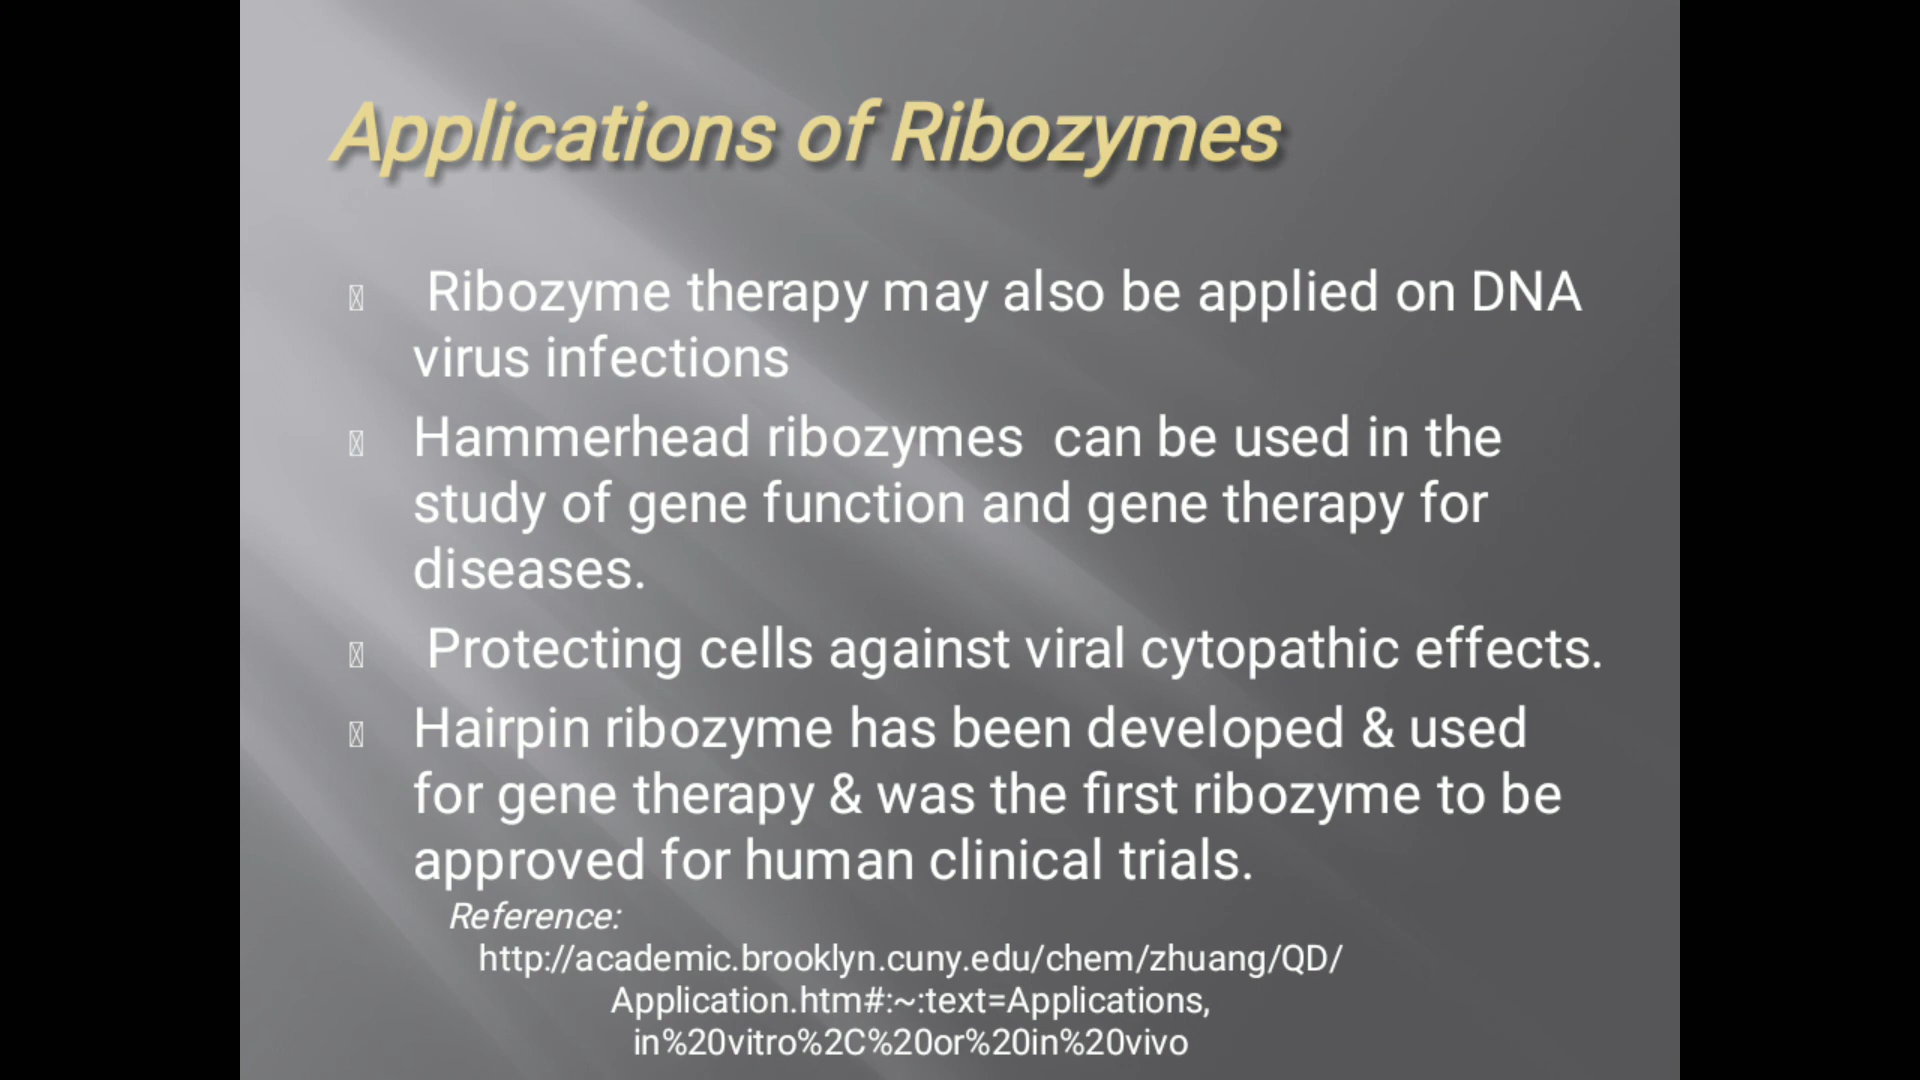 Applications of Ribozymes
Ribozyme therapy may also be applied on DNA
virus infections
Hammerhead ribozymes  can be used in the
study of gene function and gene therapy for
diseases.
Protecting cells against viral cytopathic effects.
Hairpin ribozyme has been developed & used
for gene therapy & was the first ribozyme to be
approved for human clinical trials.
Reference:
http://academic.brooklyn.cuny.edu/chem/zhuang/QD/
Application.htm#:~:text=Applications,
in%20vitro%2C%20or%20in%20vivo